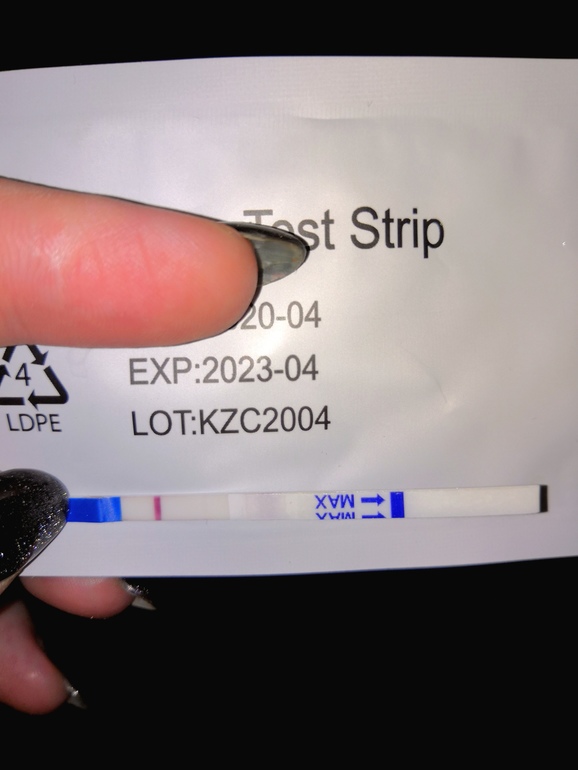 Test Strip
20-04
EXP:2023-04
4
LDPE
LOT:KZC2004
MAX
MAX